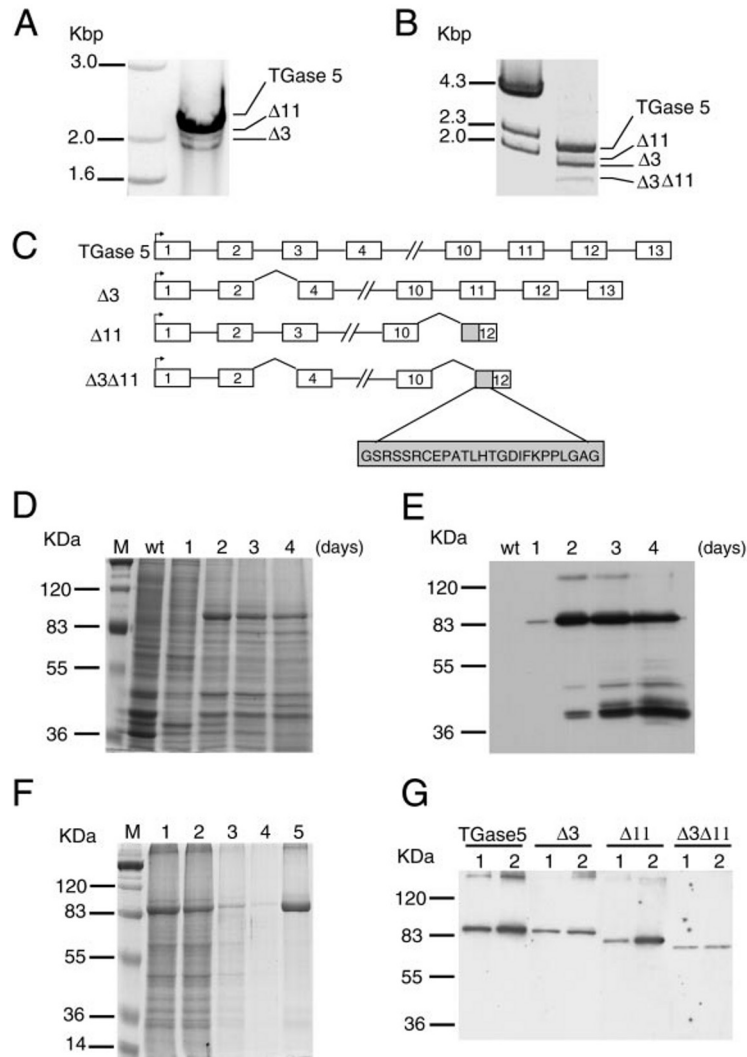 A
Kbp
3.0
2.0
1.6
TGase 5
Δ11
Δ3
B
Kbp
4.3
2.3
2.0
TGase 5
Δ11
Δ3
Δ3Δ11
C
TGase 5 1 2 3 4 10 11 12 13
Δ3 1 2 4 10 11 12 13
Δ11 1 2 3 10 12
Δ3Δ11 1 2 4 10 12
GSRSSRCEPATLHTGDIFKPPLGAG
D
KDa M wt 1 2 3 4 (days)
120
83
55
36
E
KDa wt 1 2 3 4 (days)
120
83
55
36
F
KDa M 1 2 3 4 5
120
83
55
36
14
G
TGase5 Δ3 Δ11 Δ3Δ11
KDa 1 2 1 2 1 2 1 2
120
83
55
36